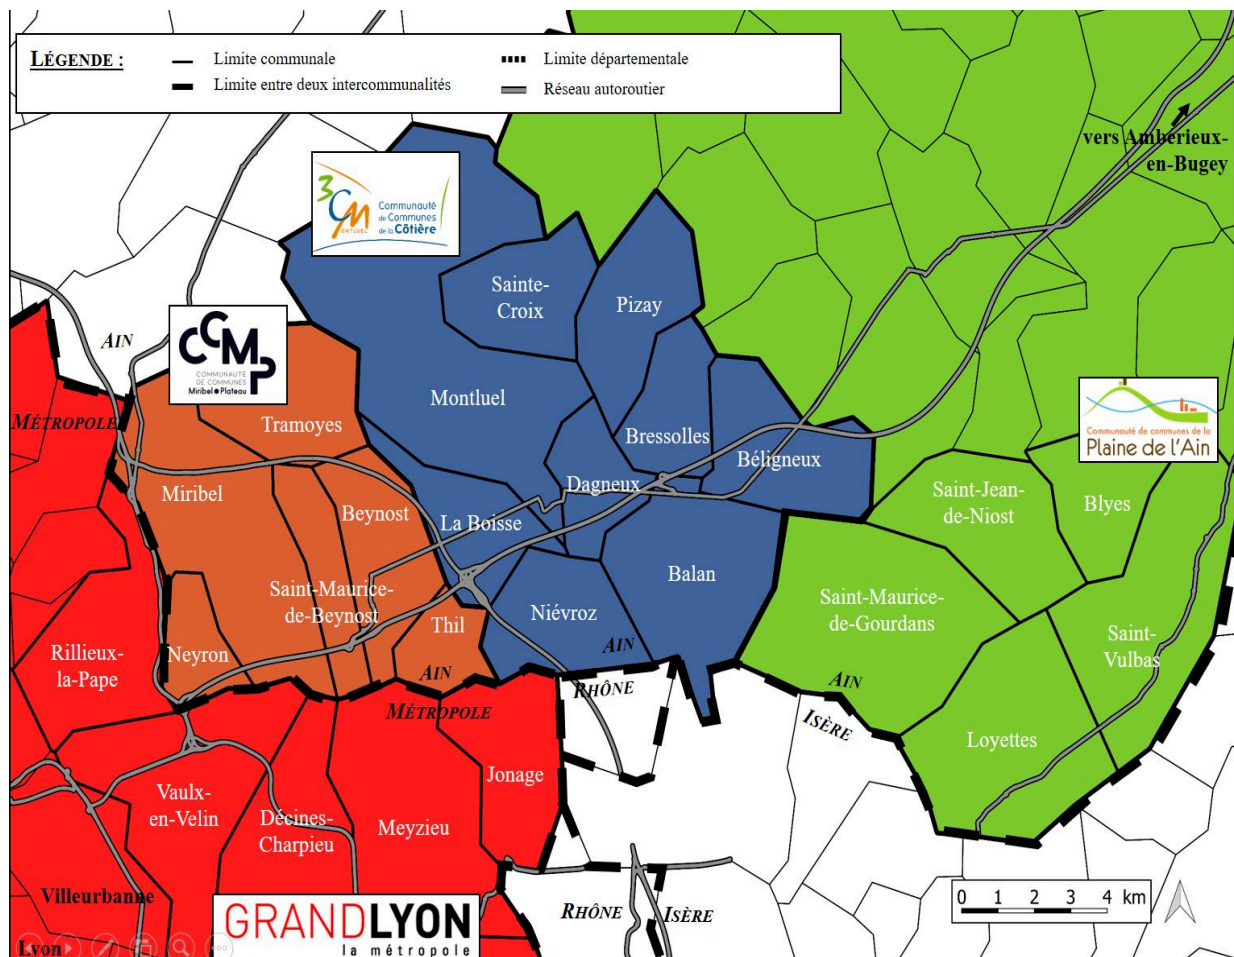 LÉGENDE :
Limite communale
Limite départementale
Limite entre deux intercommunalités
Réseau autoroutier
vers Ambérieux-
en-Bugey
3CM
MONTLUEL
Communauté
de Communes
de la Côtière
Sainte-
Croix
Pizay
AIN
CCMP
COMMUNAUTÉ
DE COMMUNES
Miribel Plateau
MÉTROPOLE
Tramoyes
Montluel
Bressolles
Béligneux
Communauté de communes de la
Plaine de l'Ain
Miribel
Beynost
La Boisse
Dagneux
Saint-Jean-
de-Niost
Blyes
Balan
Saint-Maurice-
de-Beynost
Niévroz
Thil
Saint-Maurice-
de-Gourdans
Saint-
Vulbas
Rillieux-
la-Pape
Neyron
AIN
AIN
AIN
RHÔNE
MÉTROPOLE
ISÈRE
Loyettes
Jonage
Vaulx-
en-Velin
Décines-
Charpieu
Meyzieu
Villeurbanne
Lyon
GRANDLYON
la métropole
RHÔNE
ISÈRE
0 1 2 3 4 km